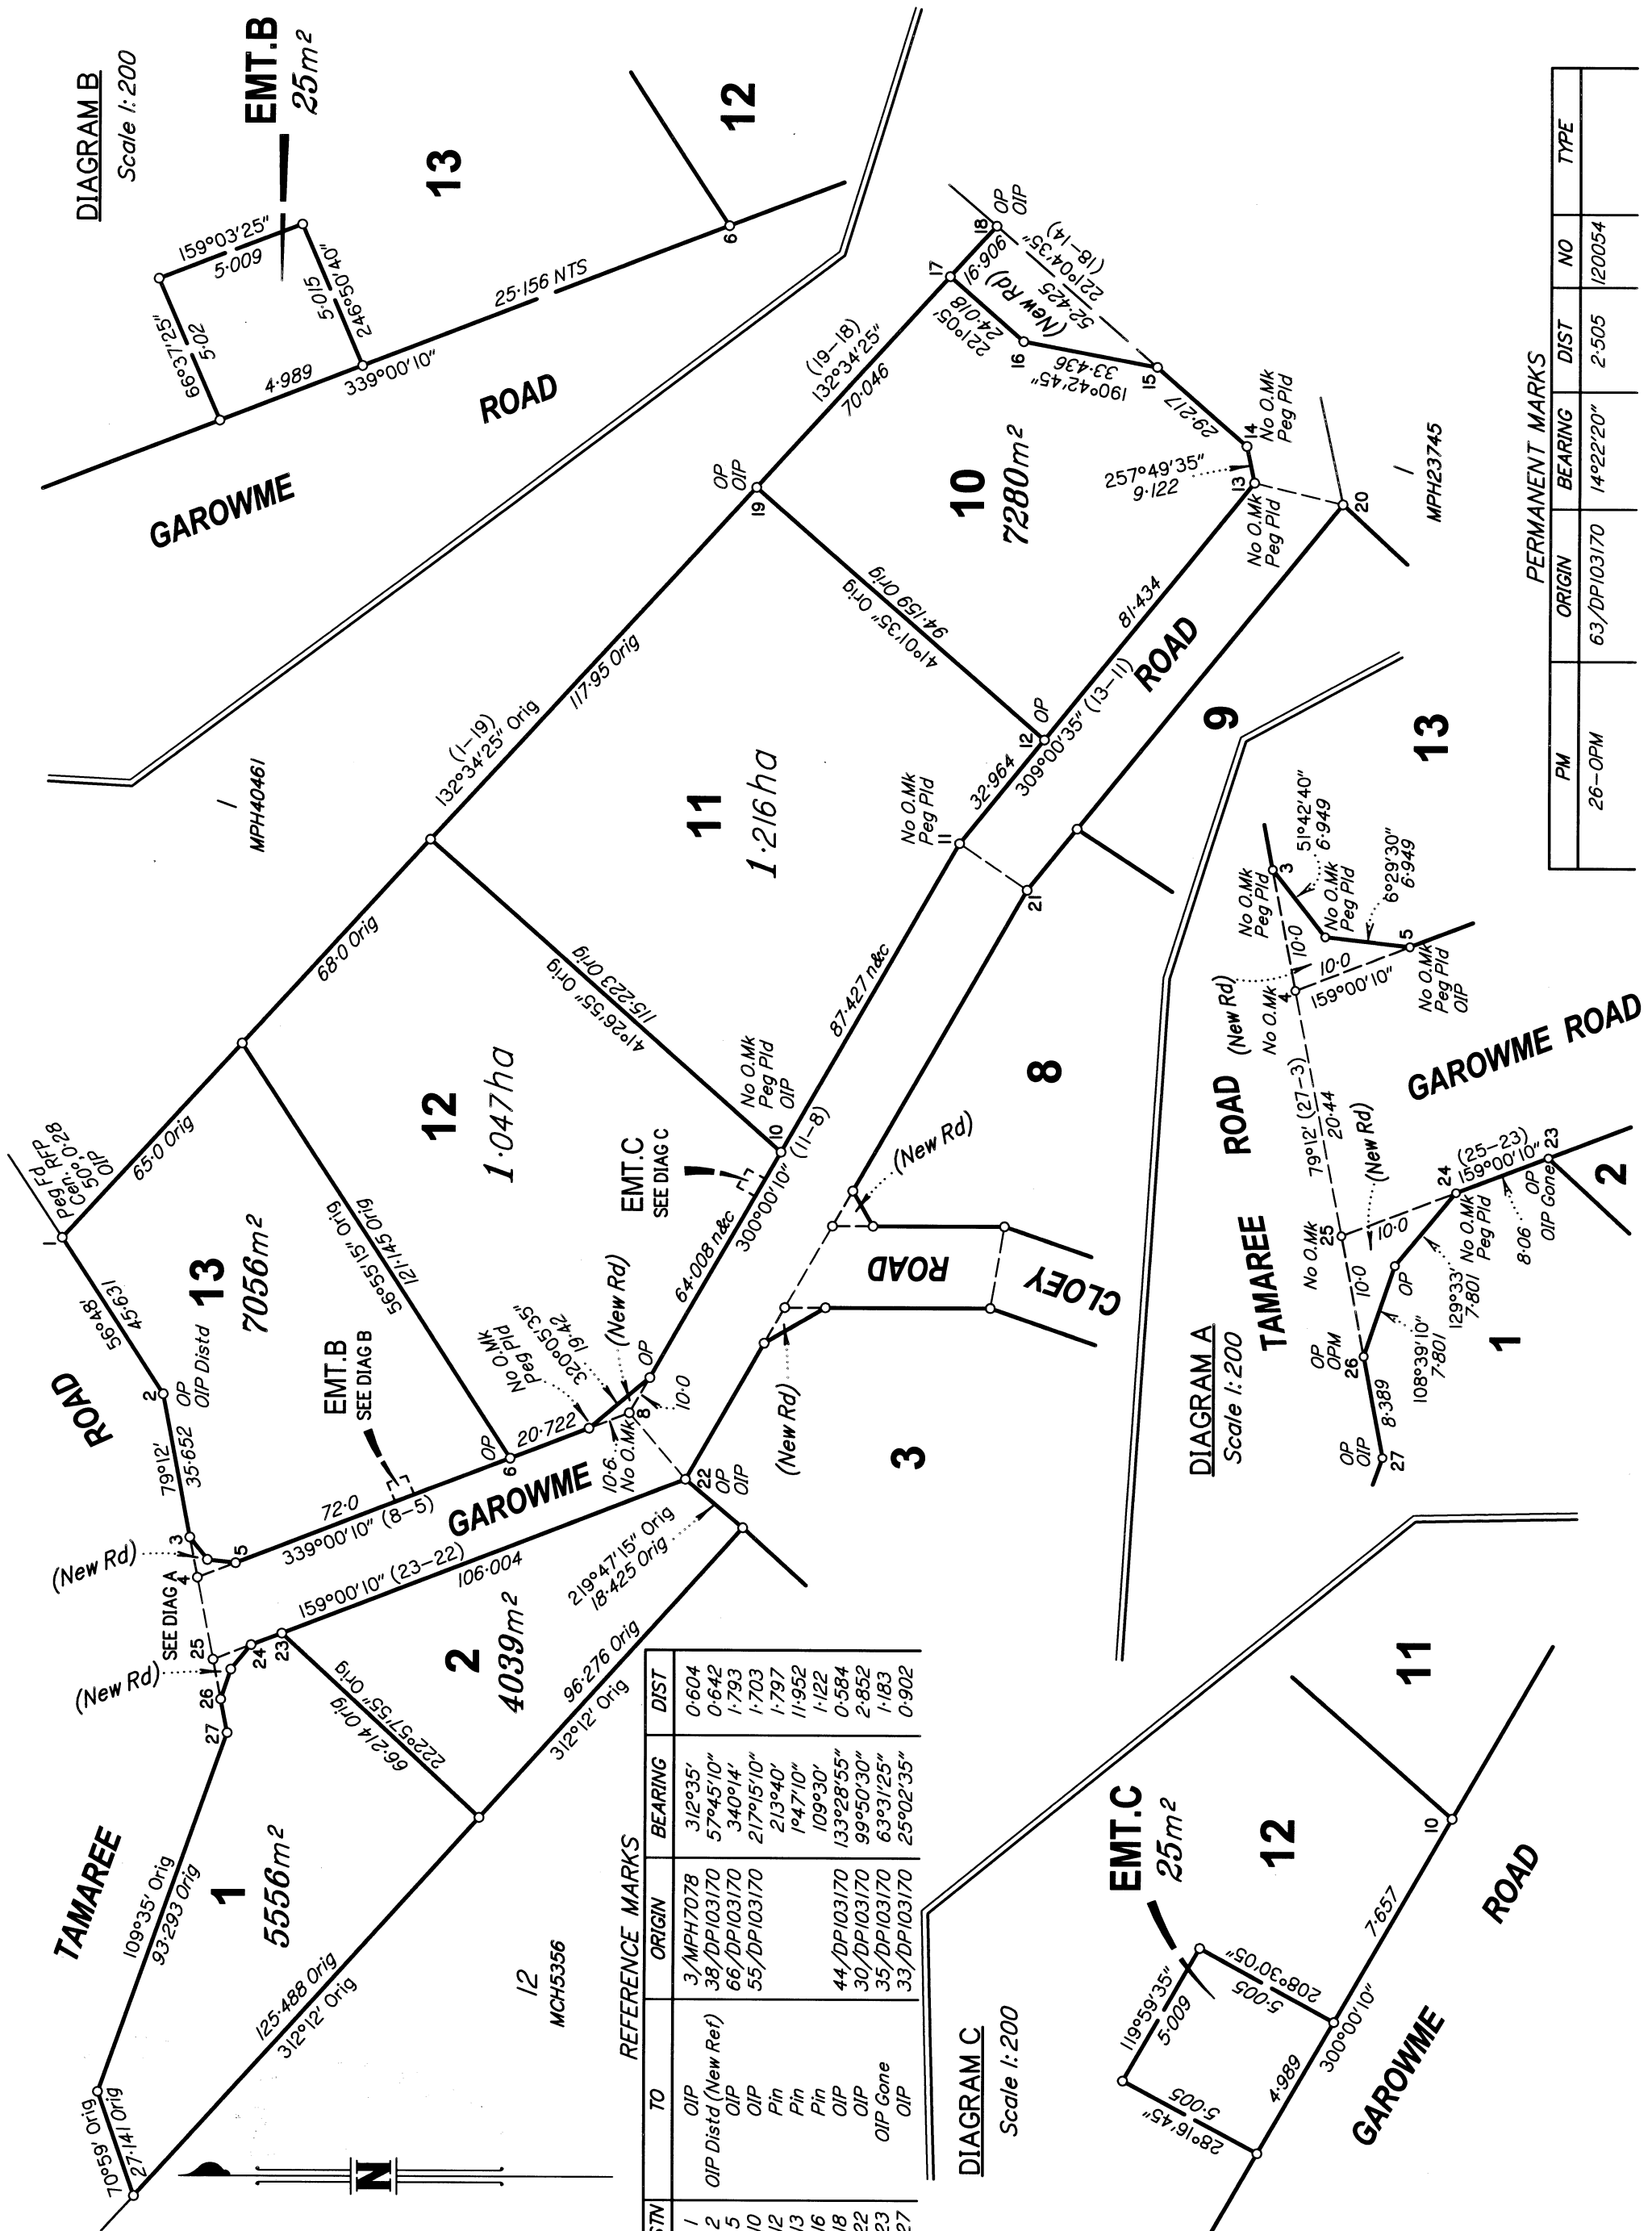 TAMAREE
ROAD
109°35' Orig
93·293 Orig
70°59' Orig
27·141 Orig
125·488 Orig
312°12' Orig
1
5556m²
12
MCH5356
N
(New Rd)
SEE DIAG A
(New Rd)
27
26
25
24
23
4
3
5
2
1
79°12'
35·652
OP
OIP Distd
56°48'
45·631
Peg Fd
Cen. RFP
50°, 0·28
OIP
13
7056m²
EMT.B
SEE DIAG B
72·0
339°00'10" (8-5)
GAROWME
159°00'10" (23-22)
106·004
2
4039m²
222°57'55" Orig
66·214 Orig
96·276 Orig
312°12' Orig
219°47'15" Orig
18·425 Orig
22
OP
OIP
6
OP
20·722
10·6
No O.Mk
8
No O.Mk
Peg Pld
320°05'35"
19·42
(New Rd)
OP
10·0
65·0 Orig
56°55'15" Orig
121·145 Orig
12
1·047ha
EMT.C
SEE DIAG C
64·008 n&c
300°00'10" (11-8)
No O.Mk
Peg Pld
OIP
10
68·0 Orig
41°26'55" Orig
115·223 Orig
1
MPH40461
(1-19)
132°34'25" Orig
117·95 Orig
11
1·216ha
87·427 n&c
No O.Mk
Peg Pld
11
32·964
12
OP
309°00'35" (13-11)
ROAD
21
41°01'35" Orig
94·159 Orig
OP
OIP
19
(19-18)
132°34'25"
70·046
10
7280m²
81·434
257°49'35"
9·122
13
No O.Mk
Peg Pld
14
No O.Mk
Peg Pld
29·217
15
190°42'45"
33·436
16
221°05'
24·018
17
16·906
18
OP
OIP
(New Rd)
52·425
221°04'35"
(18-14)
20
1
MPH23745
9
8
3
(New Rd)
(New Rd)
CLOEY
ROAD
DIAGRAM B
Scale 1:200
EMT.B
25m²
159°03'25"
5·009
66°37'25"
5·02
5·015
246°50'40"
4·989
339°00'10"
25·156 NTS
13
12
6
GAROWME
ROAD
REFERENCE MARKS
STN TO ORIGIN BEARING DIST
1 OIP 3/MPH7078 312°35' 0·604
2 OIP Distd (New Ref) 38/DP103170 57°45'10" 0·642
5 OIP 66/DP103170 340°14' 1·793
10 OIP 55/DP103170 217°15'10" 1·703
12 Pin 213°40' 1·797
13 Pin 1°47'10" 11·952
16 Pin 109°30' 1·122
18 OIP 44/DP103170 133°28'55" 0·584
22 OIP 30/DP103170 99°50'30" 2·852
23 OIP Gone 35/DP103170 63°31'25" 1·183
27 OIP 33/DP103170 25°02'35" 0·902
DIAGRAM C
Scale 1:200
EMT.C
25m²
119°59'35"
5·009
28°16'45"
5·005
5·005
208°30'05"
4·989
300°00'10"
7·657
10
12
11
GAROWME
ROAD
DIAGRAM A
Scale 1:200
TAMAREE
ROAD
OP
OIP
27
8·389
OP
OPM
26
10·0
No O.Mk
25
79°12' (27-3)
20·44
(New Rd)
10·0
OP
108°39'10"
7·801
129°33'
7·801
24
No O.Mk
Peg Pld
(25-23)
159°00'10"
8·06
OP
OIP Gone
23
1
2
No O.Mk
4
(New Rd)
10·0
10·0
159°00'10"
No O.Mk
Peg Pld
3
51°42'40"
6·949
No O.Mk
Peg Pld
6°29'30"
6·949
5
No O.Mk
Peg Pld
OIP
13
GAROWME ROAD
PERMANENT MARKS
PM ORIGIN BEARING DIST NO TYPE
26-OPM 63/DP103170 14°22'20" 2·505 120054